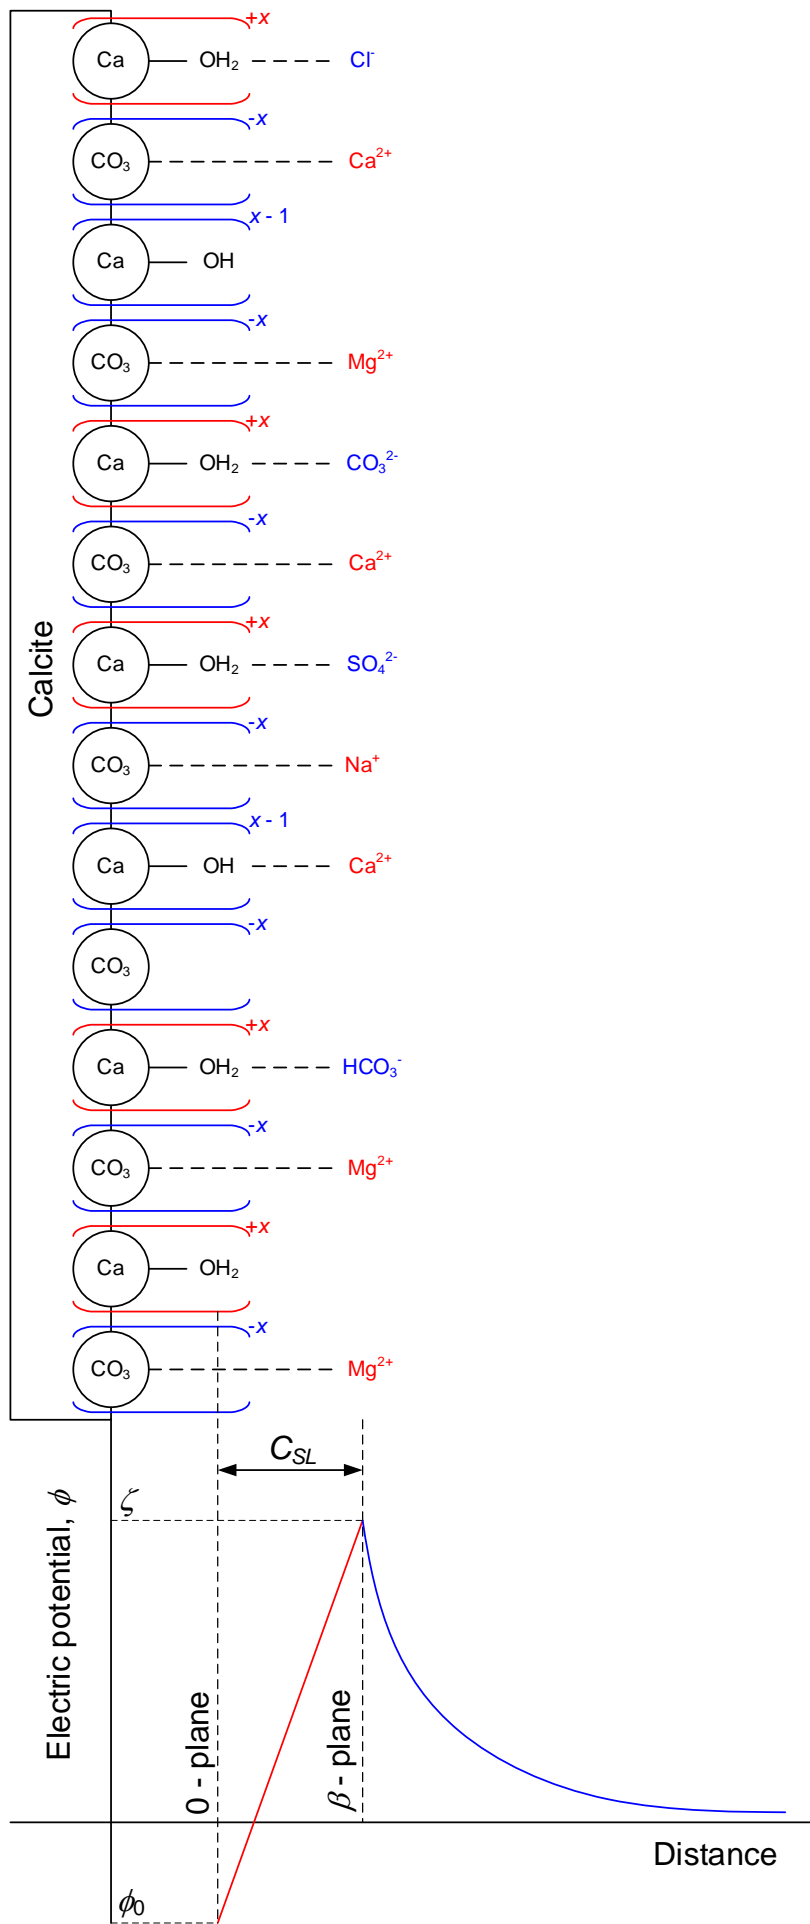 +x
Ca OH₂ Cl⁻
-x
CO₃ Ca²⁺
x - 1
Ca OH
-x
CO₃ Mg²⁺
+x
Ca OH₂ CO₃²⁻
-x
CO₃ Ca²⁺
+x
Ca OH₂ SO₄²⁻
-x
CO₃ Na⁺
x - 1
Ca OH Ca²⁺
-x
CO₃
+x
Ca OH₂ HCO₃⁻
-x
CO₃ Mg²⁺
+x
Ca OH₂
-x
CO₃ Mg²⁺
Calcite
C_SL
ζ
Electric potential, ϕ
0 - plane
β - plane
Distance
ϕ₀